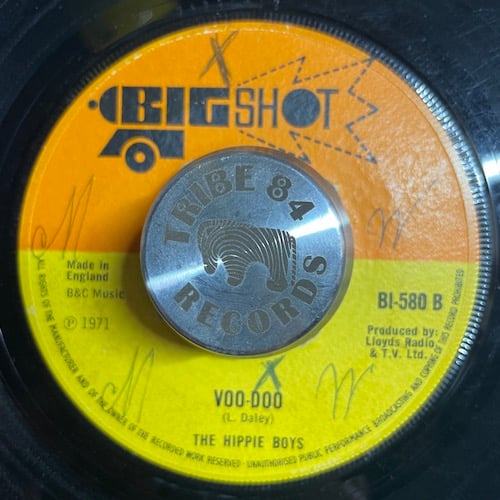 X
BIG SHOT
TRIBE 84
RECORDS
Made in
England
B&C Music
BI-580 B
℗ 1971
Produced by:
Lloyds Radio
& T.V. Ltd.
X
VOO-DOO
(L. Daley)
THE HIPPIE BOYS
ALL RIGHTS OF THE MANUFACTURER AND OF THE OWNER OF THE RECORDED WORK RESERVED UNAUTHORISED PUBLIC PERFORMANCE BROADCASTING AND COPYING OF THIS RECORD PROHIBITED